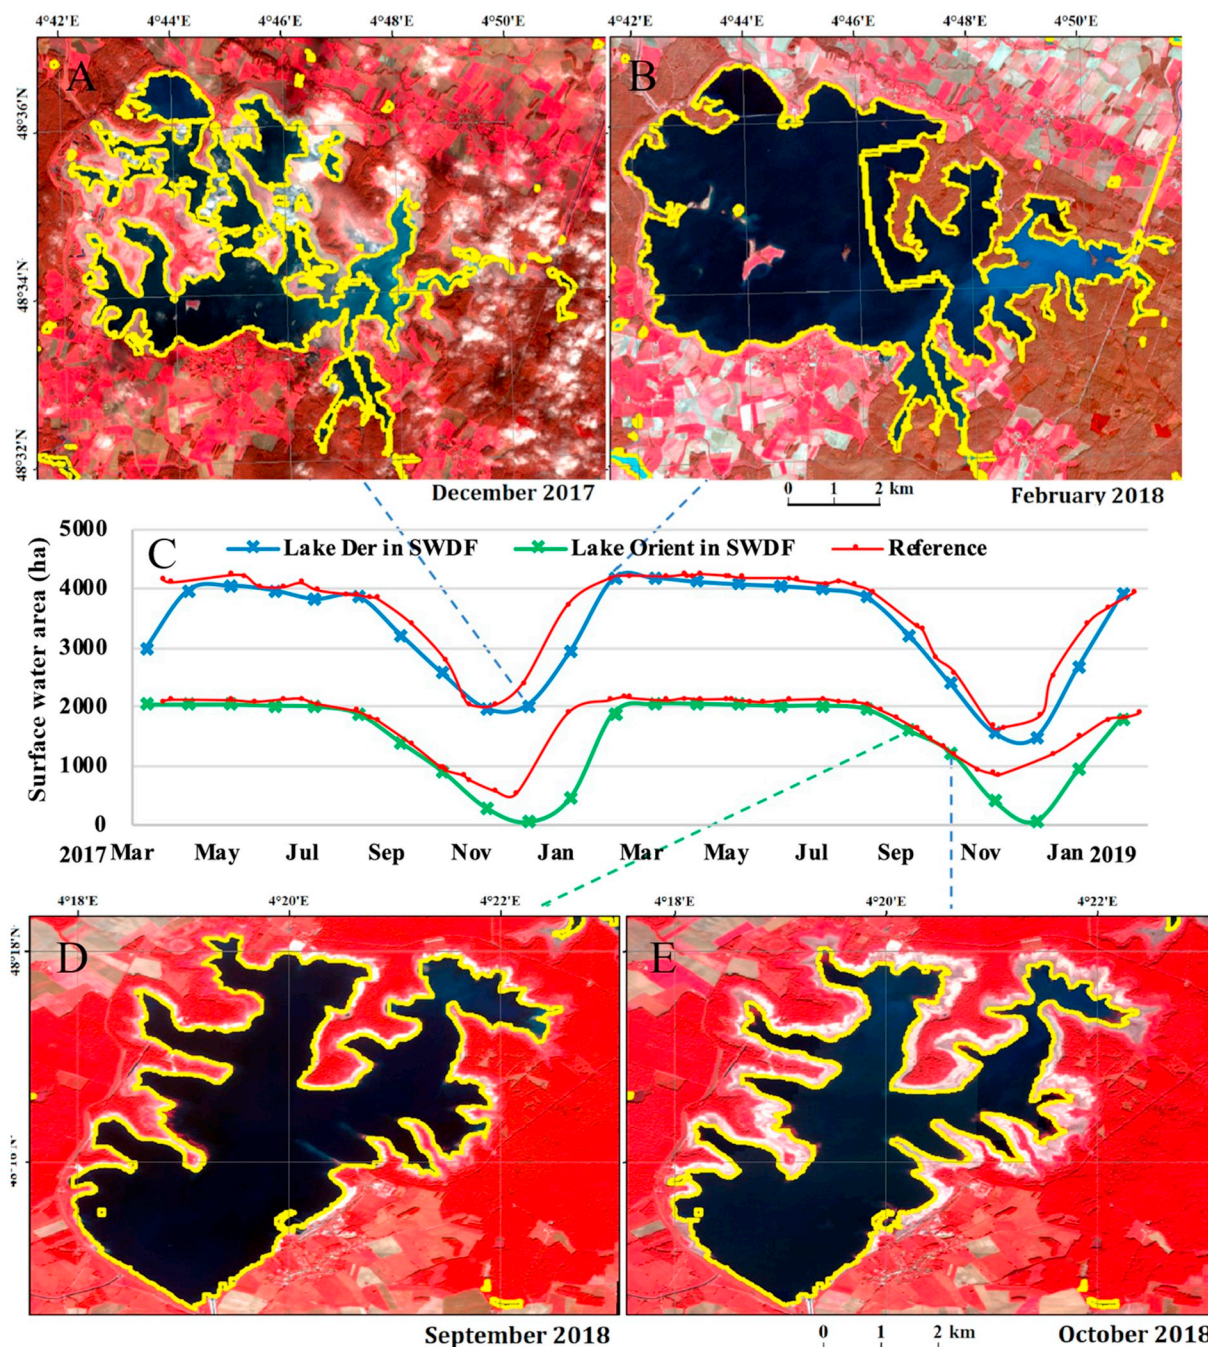 4°42'E 4°44'E 4°46'E 4°48'E 4°50'E 4°42'E 4°44'E 4°46'E 4°48'E 4°50'E
A B
48°36'N
48°34'N
48°32'N
December 2017
0 1 2 km
February 2018
C
Lake Der in SWDF Lake Orient in SWDF Reference
Surface water area (ha)
5000
4000
3000
2000
1000
0
2017 Mar May Jul Sep Nov Jan Mar May Jul Sep Nov Jan 2019
4°18'E 4°20'E 4°22'E 4°18'E 4°20'E 4°22'E
D E
48°18'N
September 2018
0 1 2 km
October 2018